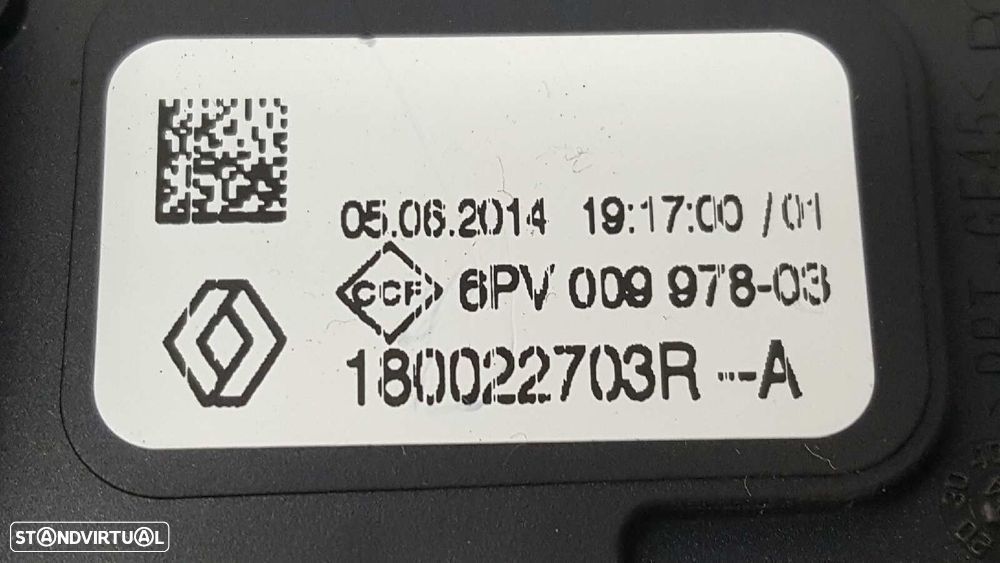 05.06.2014 19:17:00 /01
CCF 6PV 009 978-03
180022703R --A
STANDVIRTUAL